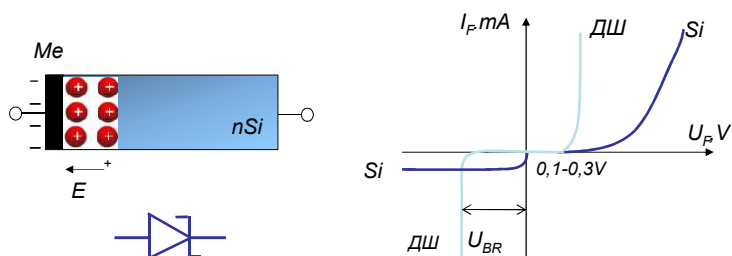 Me
nSi
E
I_F, mA
ДШ
Si
U_F, V
0,1-0,3V
Si
U_BR
ДШ